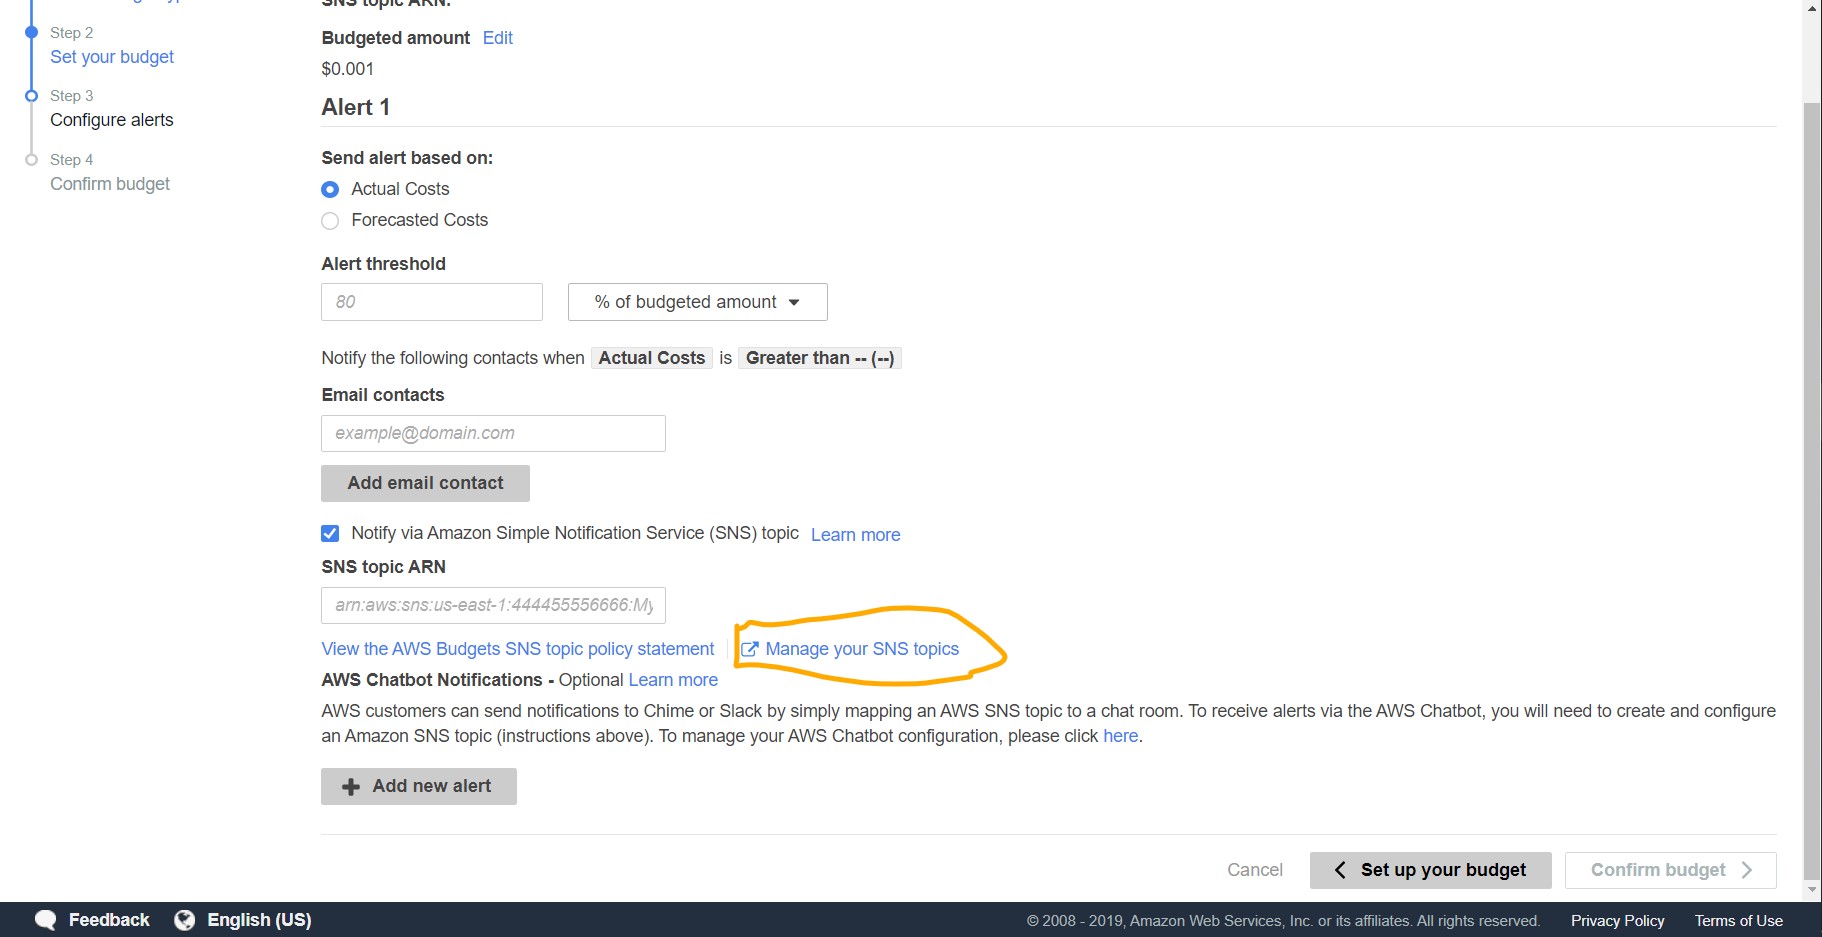 Step 2
Set your budget
Step 3
Configure alerts
Step 4
Confirm budget
SNS topic ARN:
Budgeted amount Edit
$0.001
Alert 1
Send alert based on:
Actual Costs
Forecasted Costs
Alert threshold
80 % of budgeted amount
Notify the following contacts when Actual Costs is Greater than -- (--)
Email contacts
example@domain.com
Add email contact
Notify via Amazon Simple Notification Service (SNS) topic Learn more
SNS topic ARN
arn:aws:sns:us-east-1:444455556666:My
View the AWS Budgets SNS topic policy statement Manage your SNS topics
AWS Chatbot Notifications - Optional Learn more
AWS customers can send notifications to Chime or Slack by simply mapping an AWS SNS topic to a chat room. To receive alerts via the AWS Chatbot, you will need to create and configure
an Amazon SNS topic (instructions above). To manage your AWS Chatbot configuration, please click here.
Add new alert
Cancel Set up your budget Confirm budget
Feedback English (US) © 2008 - 2019, Amazon Web Services, Inc. or its affiliates. All rights reserved. Privacy Policy Terms of Use